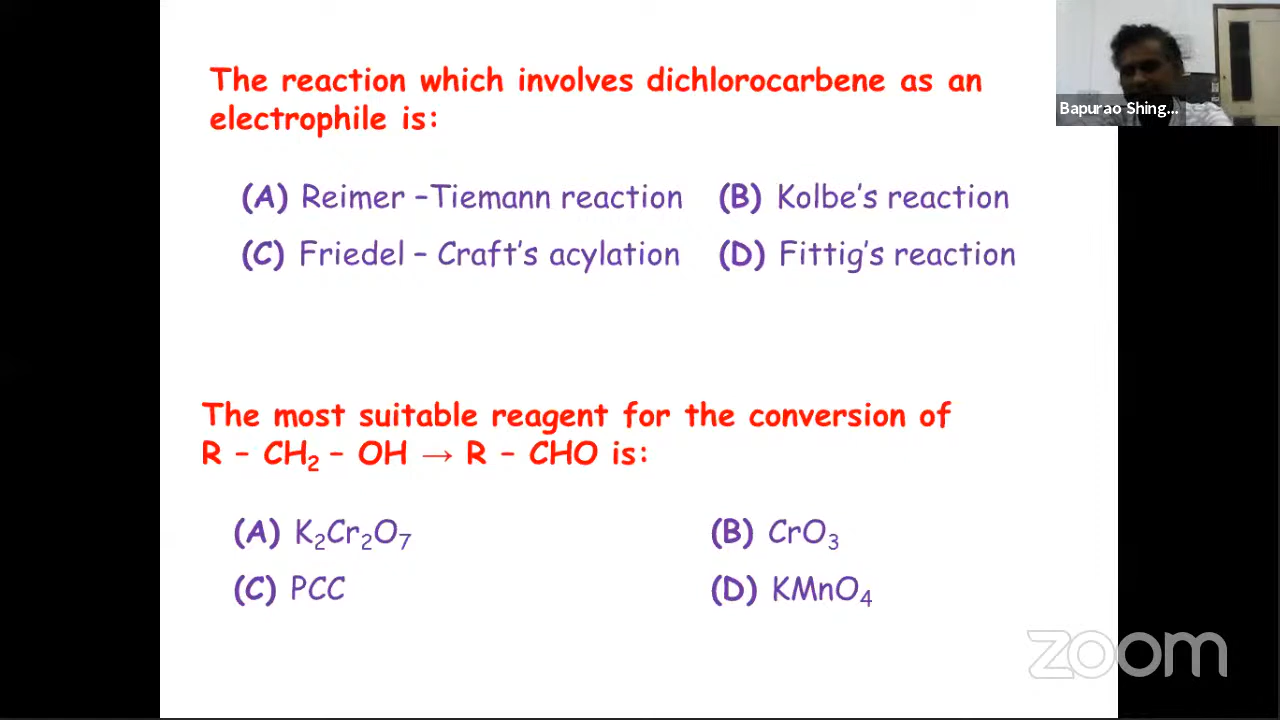 The reaction which involves dichlorocarbene as an
electrophile is:
Bapurao Shing...
(A) Reimer –Tiemann reaction (B) Kolbe's reaction
(C) Friedel – Craft's acylation (D) Fittig's reaction
The most suitable reagent for the conversion of
R – CH₂ – OH → R – CHO is:
(A) K₂Cr₂O₇ (B) CrO₃
(C) PCC (D) KMnO₄
zoom